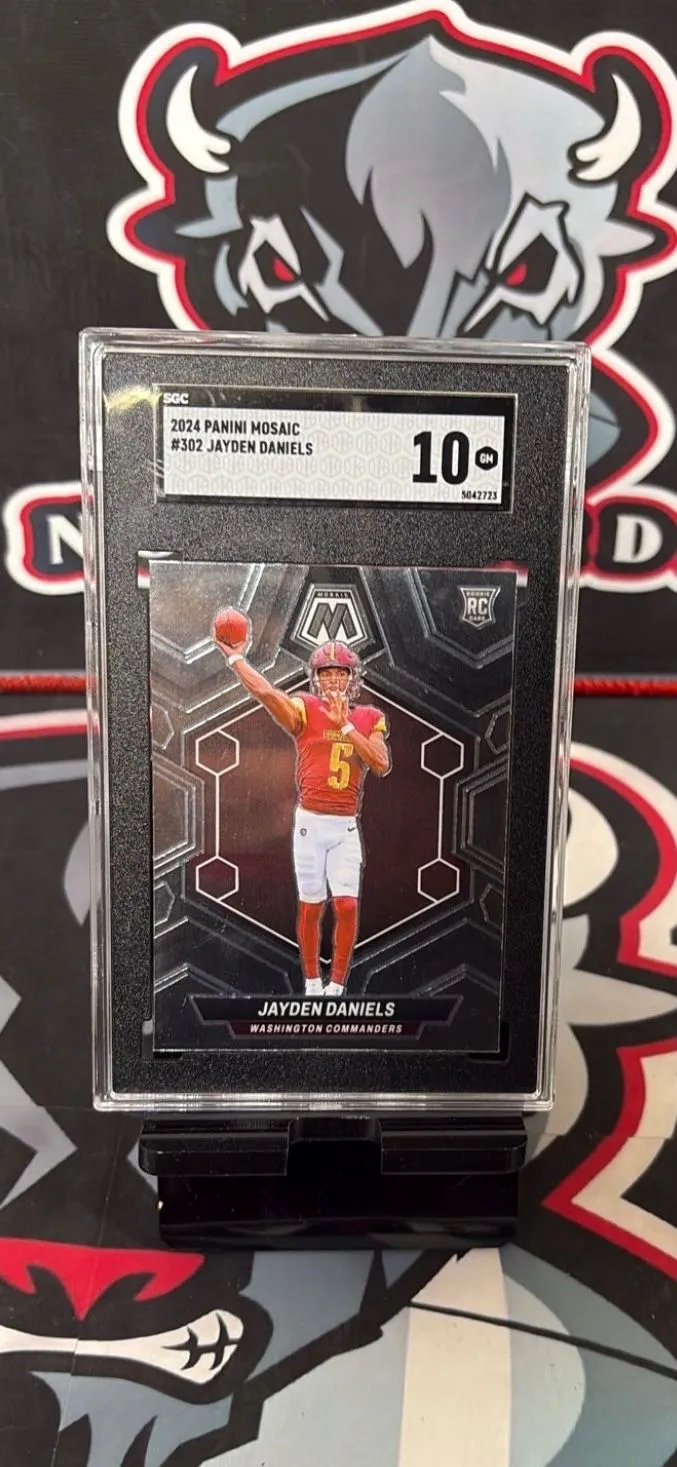 SGC
2024 PANINI MOSAIC
#302 JAYDEN DANIELS
10 GM
5042723
MOSAIC
M
ROOKIE
RC
CARD
5
JAYDEN DANIELS
WASHINGTON COMMANDERS
N
D